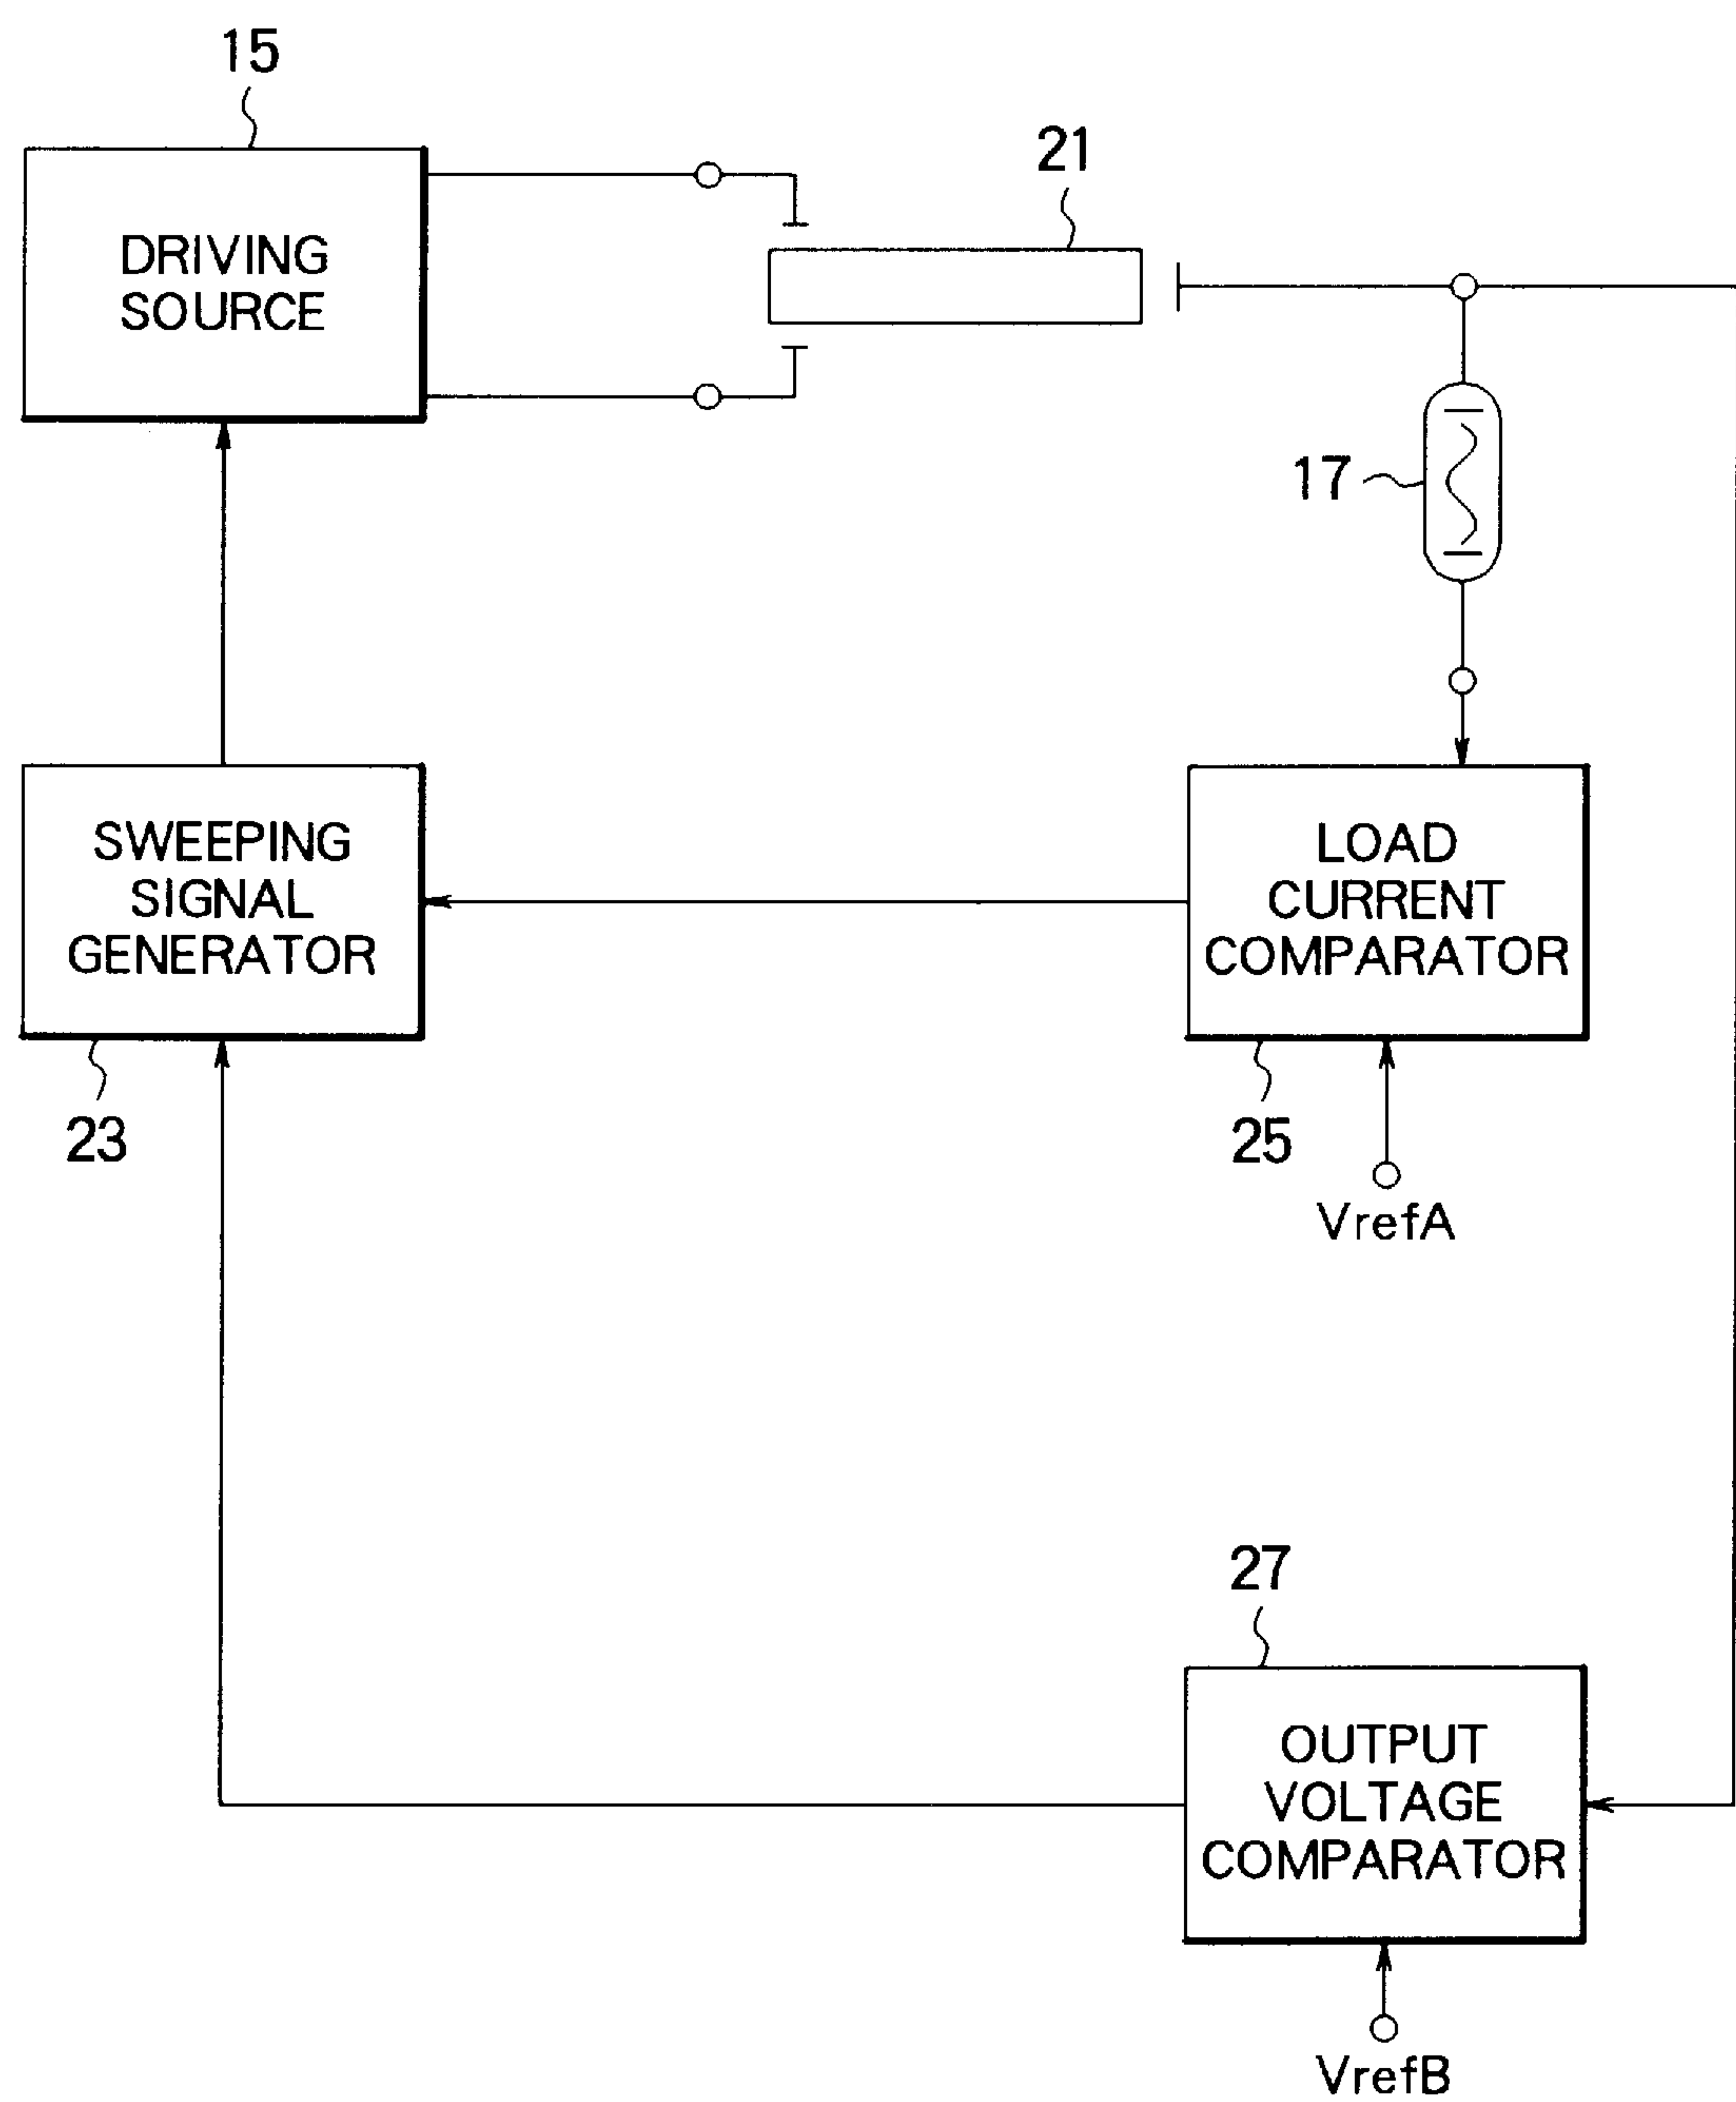 15
21
DRIVING
SOURCE
17
SWEEPING
SIGNAL
GENERATOR
LOAD
CURRENT
COMPARATOR
23
25
VrefA
27
OUTPUT
VOLTAGE
COMPARATOR
VrefB